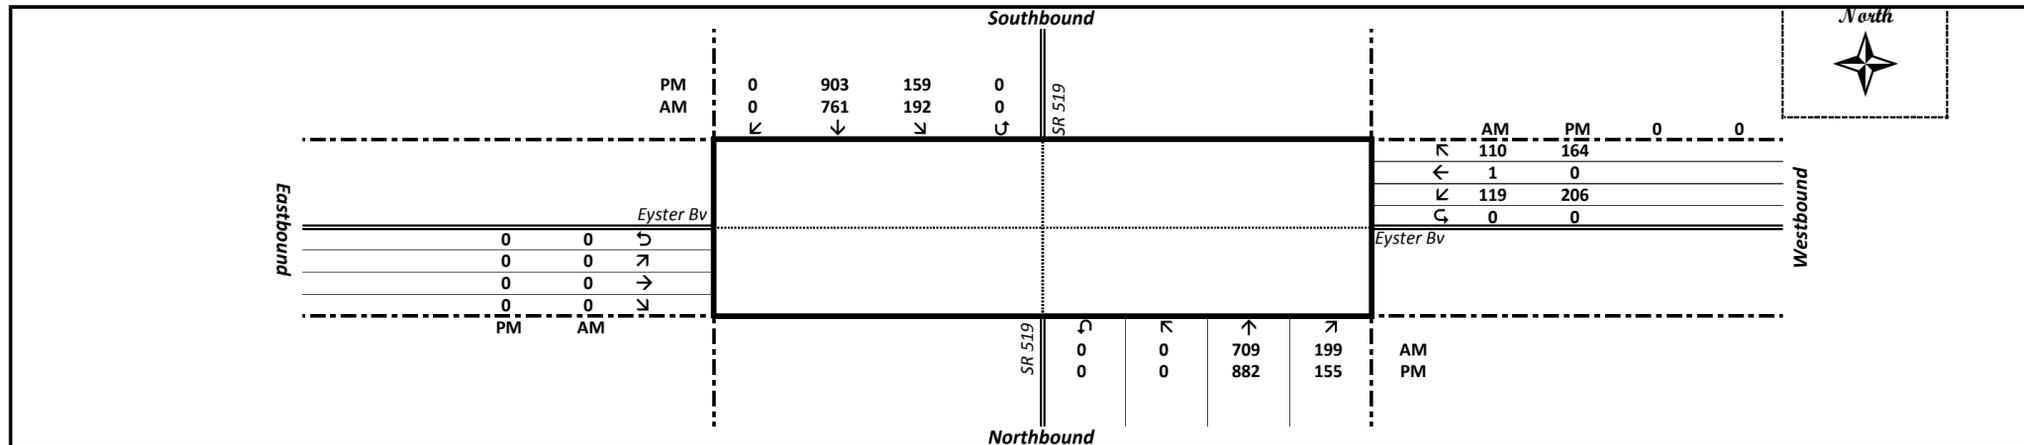 Southbound
North
PM 0 903 159 0
AM 0 761 192 0
↙ ↓ ↘ ↺
SR 519
AM PM 0 0
↖ 110 164
← 1 0
↙ 119 206
0 0
Eastbound
Westbound
Eyster Bv
Eyster Bv
0 0
0 0 ↗
0 0 →
0 0 ↘
PM AM
SR 519
↖ ↑ ↗
0 0 709 199 AM
0 0 882 155 PM
Northbound